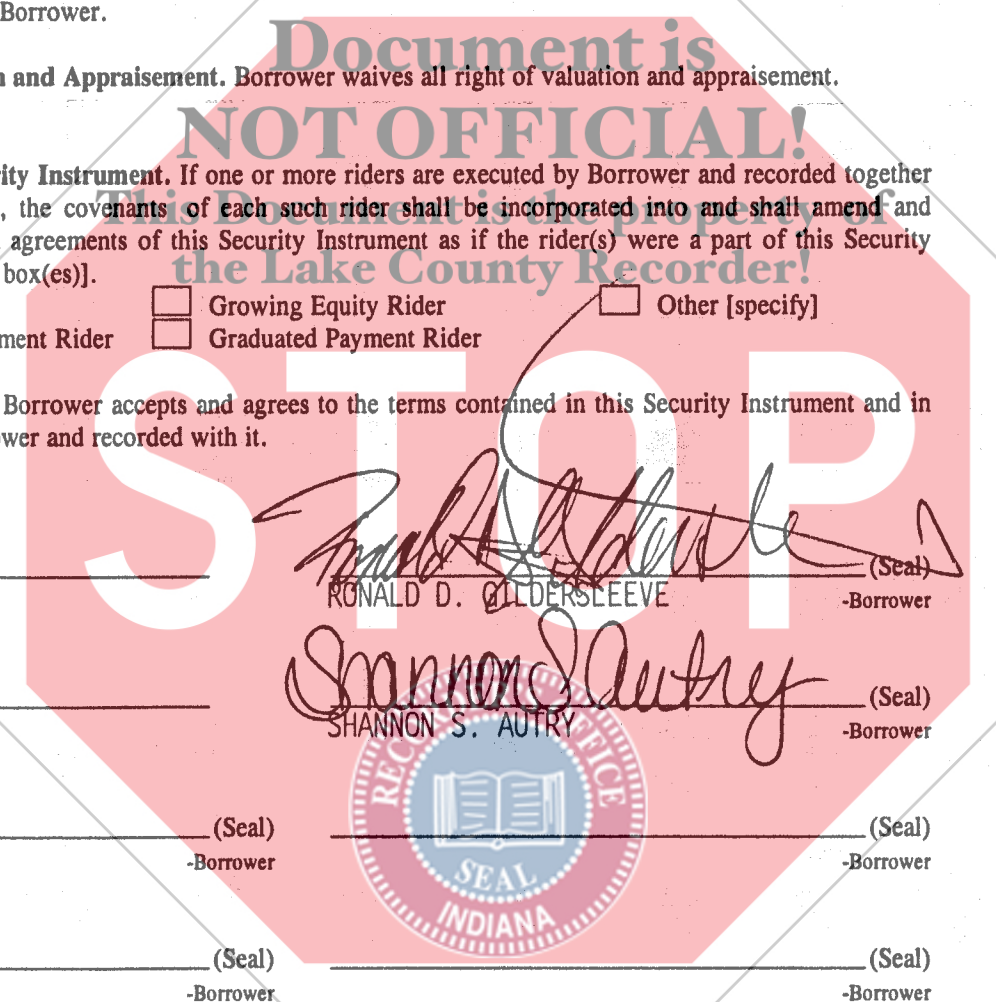 Borrower.
Document is
n and Appraisement. Borrower waives all right of valuation and appraisement.
NOT OFFICIAL!
rity Instrument. If one or more riders are executed by Borrower and recorded together
This Document is the property of
, the covenants of each such rider shall be incorporated into and shall amend and
agreements of this Security Instrument as if the rider(s) were a part of this Security
the Lake County Recorder!
box(es)].
Growing Equity Rider Other [specify]
ment Rider Graduated Payment Rider
STOP
Borrower accepts and agrees to the terms contained in this Security Instrument and in
wer and recorded with it.
Ronald D. Gildersleeve (Seal)
RONALD D. GILDERSLEEVE -Borrower
Shannon S Autry (Seal)
SHANNON S. AUTRY -Borrower
RECORDER'S OFFICE
(Seal) (Seal)
-Borrower -Borrower
SEAL
INDIANA
(Seal) (Seal)
-Borrower -Borrower